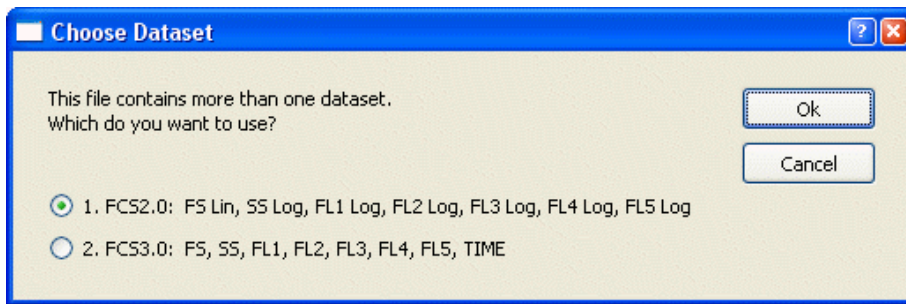 Choose Dataset
?
This file contains more than one dataset.
Which do you want to use?
Ok
Cancel
1. FCS2.0: FS Lin, SS Log, FL1 Log, FL2 Log, FL3 Log, FL4 Log, FL5 Log
2. FCS3.0: FS, SS, FL1, FL2, FL3, FL4, FL5, TIME